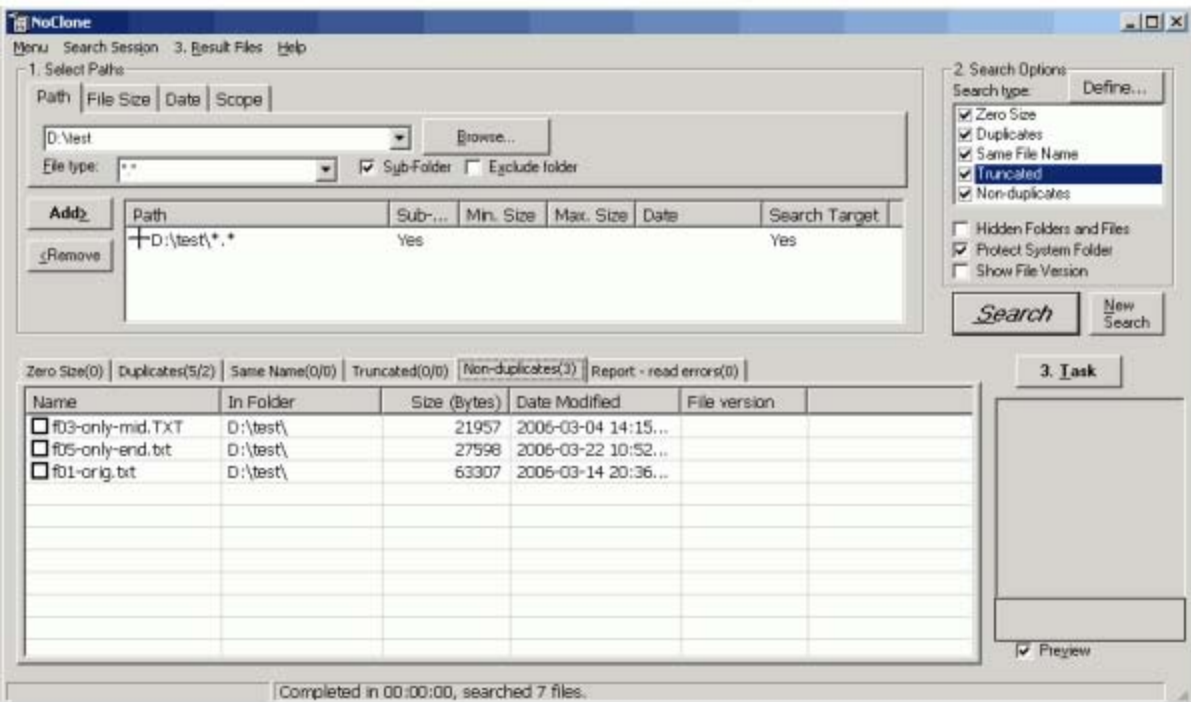 NoClone
Menu Search Session 3. Result Files Help
1. Select Paths
Path File Size Date Scope
D:\test
Browse...
File type: *.*
Sub-Folder Exclude folder
Add>
<Remove
Path Sub-... Min. Size Max. Size Date Search Target
D:\test\*.* Yes Yes
2. Search Options
Search type: Define...
Zero Size
Duplicates
Same File Name
Truncated
Non-duplicates
Hidden Folders and Files
Protect System Folder
Show File Version
Search New Search
Zero Size(0) Duplicates(5/2) Same Name(0/0) Truncated(0/0) Non-duplicates(3) Report - read errors(0)
3. Task
Name In Folder Size (Bytes) Date Modified File version
f03-only-mid.TXT D:\test\ 21957 2006-03-04 14:15...
f05-only-end.txt D:\test\ 27598 2006-03-22 10:52...
f01-orig.txt D:\test\ 63307 2006-03-14 20:36...
Preview
Completed in 00:00:00, searched 7 files.